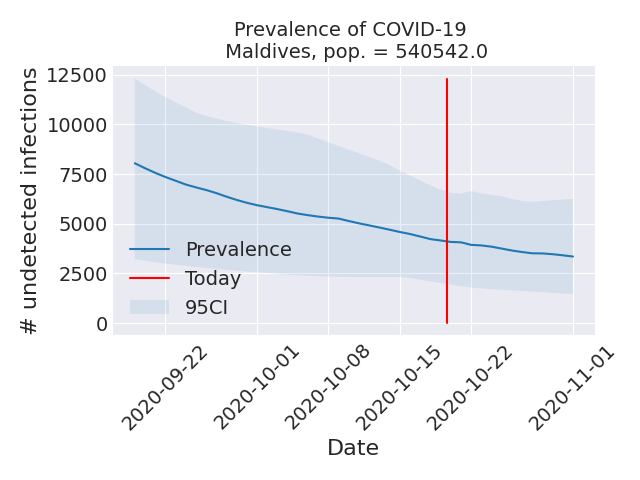 Prevalence of COVID-19
Maldives, pop. = 540542.0
# undetected infections
12500
10000
7500
5000
2500
0
Prevalence
Today
95CI
2020-09-22
2020-10-01
2020-10-08
2020-10-15
2020-10-22
2020-11-01
Date